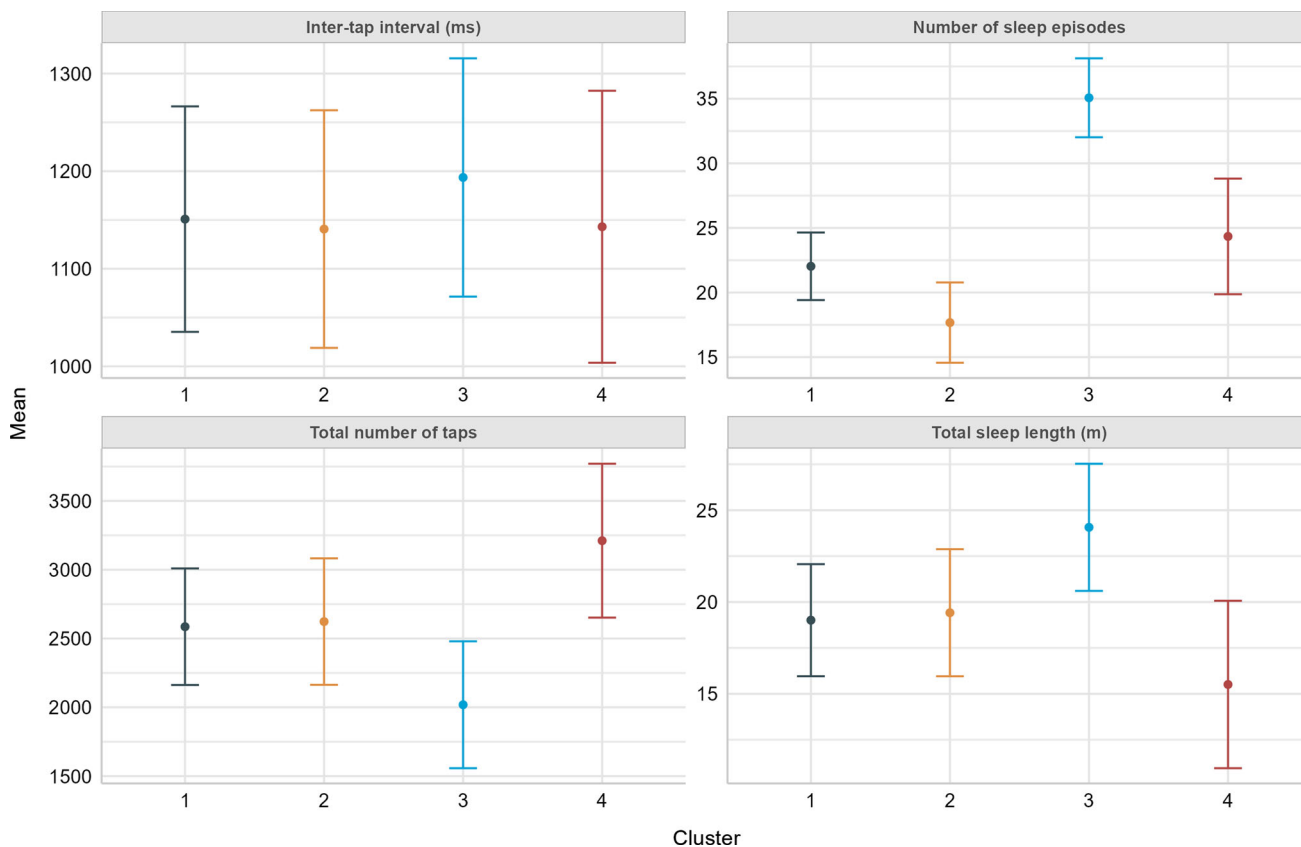 Inter-tap interval (ms)
Number of sleep episodes
1300
1200
1100
1000
35
30
25
20
15
1 2 3 4
1 2 3 4
Mean
Total number of taps
Total sleep length (m)
3500
3000
2500
2000
1500
25
20
15
1 2 3 4
1 2 3 4
Cluster